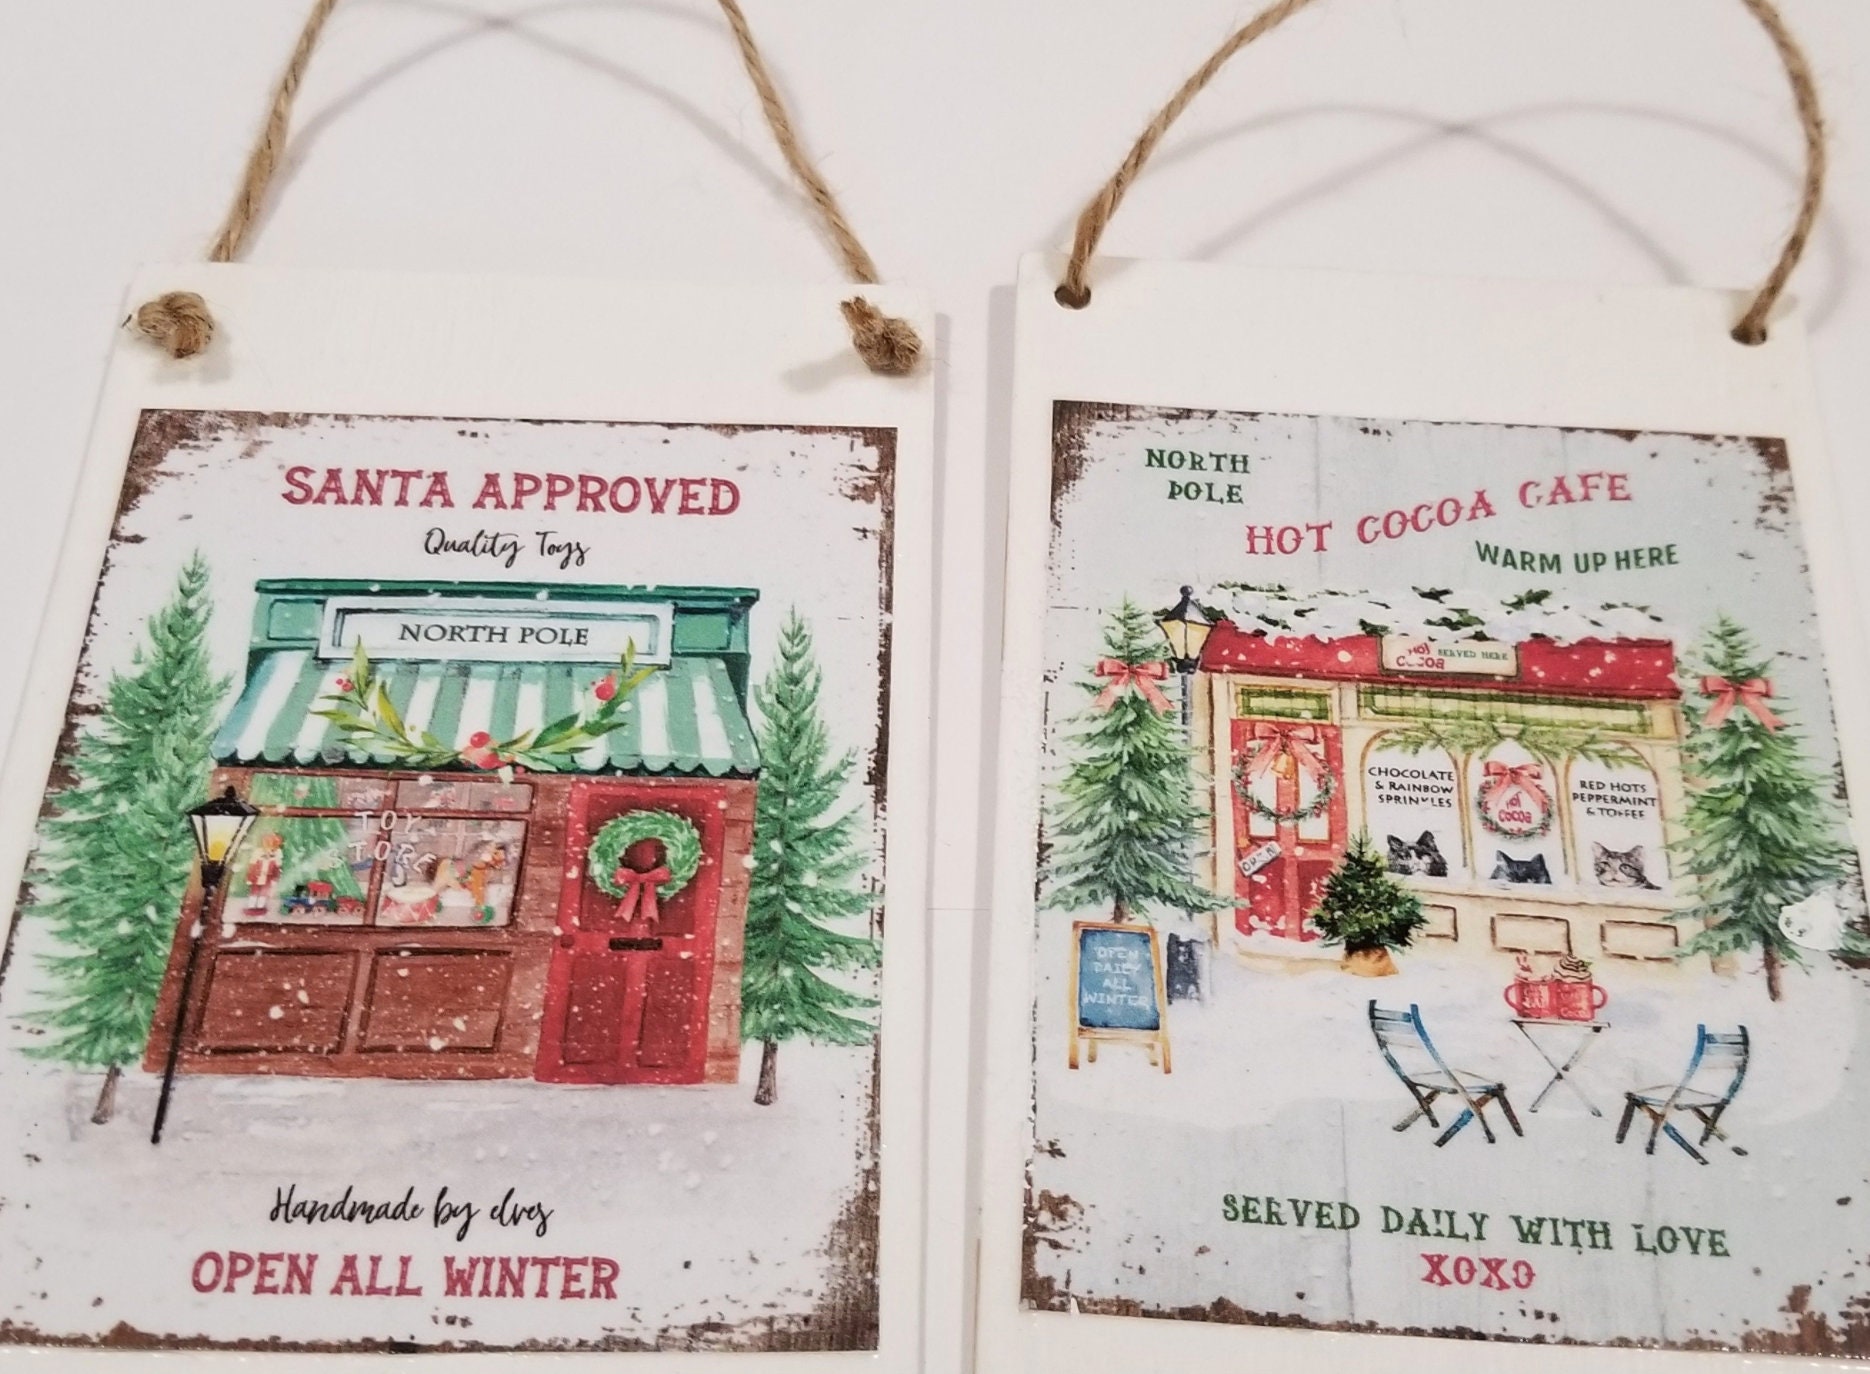 SANTA APPROVED
Quality Toys
NORTH POLE
TOY
STORE
Handmade by elves
OPEN ALL WINTER
NORTH
POLE
HOT COCOA CAFE
WARM UP HERE
Hot
Cocoa
SERVED HERE
CHOCOLATE
& RAINBOW
SPRINKLES
Hot
Cocoa
RED HOTS
PEPPERMINT
& TOFFEE
OPEN
OPEN
DAILY
ALL
WINTER
SERVED DAILY WITH LOVE
XOXO